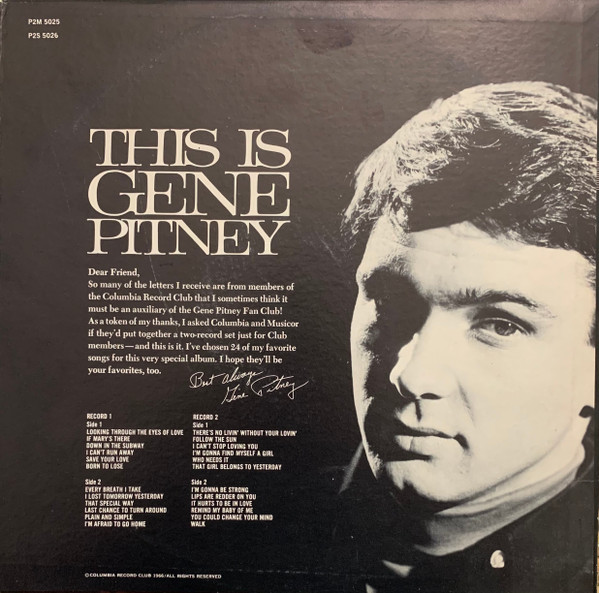 P2M 5025
P2S 5026
THIS IS
GENE
PITNEY
Dear Friend,
So many of the letters I receive are from members of
the Columbia Record Club that I sometimes think it
must be an auxiliary of the Gene Pitney Fan Club!
As a token of my thanks, I asked Columbia and Musicor
if they'd put together a two-record set just for Club
members—and this is it. I've chosen 24 of my favorite
songs for this very special album. I hope they'll be
your favorites, too.
Best always
Gene Pitney
RECORD 1
Side 1
LOOKING THROUGH THE EYES OF LOVE
IF MARY'S THERE
DOWN IN THE SUBWAY
I CAN'T RUN AWAY
SAVE YOUR LOVE
BORN TO LOSE
Side 2
EVERY BREATH I TAKE
I LOST TOMORROW YESTERDAY
THAT SPECIAL WAY
LAST CHANCE TO TURN AROUND
PLAIN AND SIMPLE
I'M AFRAID TO GO HOME
RECORD 2
Side 1
THERE'S NO LIVIN' WITHOUT YOUR LOVIN'
FOLLOW THE SUN
I CAN'T STOP LOVING YOU
I'M GONNA FIND MYSELF A GIRL
WHO NEEDS IT
THAT GIRL BELONGS TO YESTERDAY
Side 2
I'M GONNA BE STRONG
LIPS ARE REDDER ON YOU
IT HURTS TO BE IN LOVE
REMIND MY BABY OF ME
YOU COULD CHANGE YOUR MIND
WALK
© COLUMBIA RECORD CLUB 1966/ALL RIGHTS RESERVED